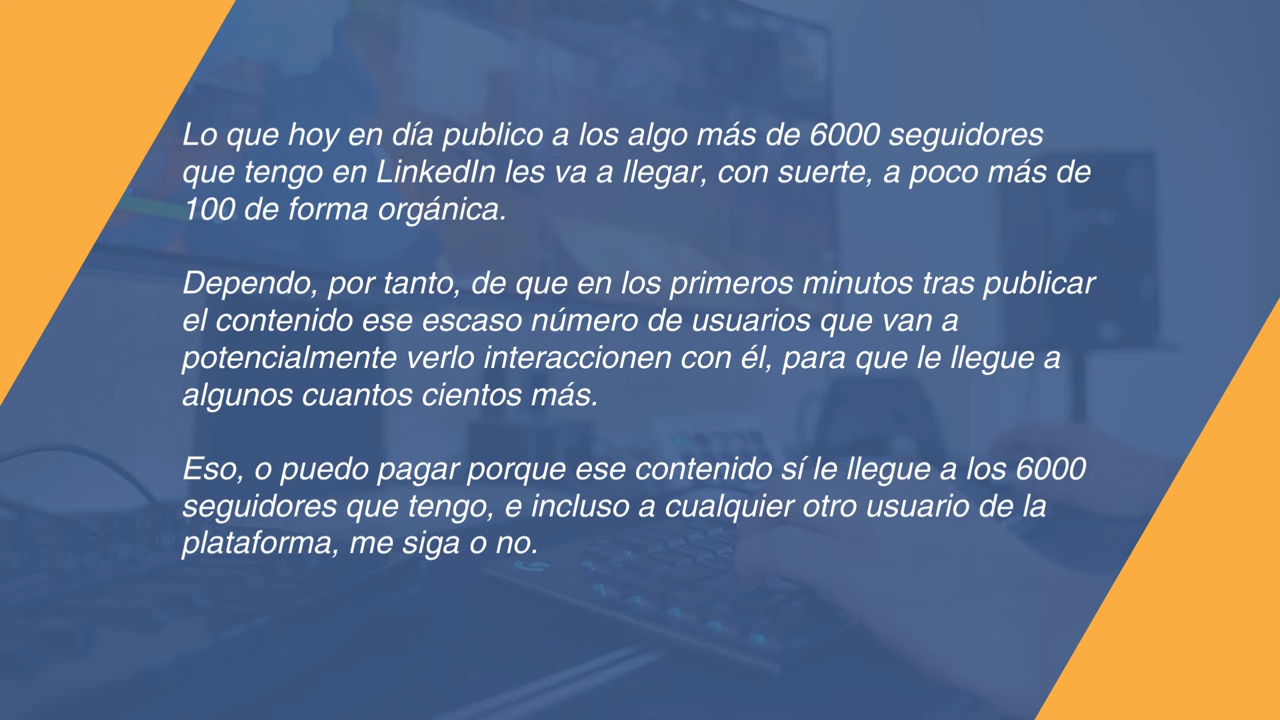 Lo que hoy en día publico a los algo más de 6000 seguidores
que tengo en LinkedIn les va a llegar, con suerte, a poco más de
100 de forma orgánica.
Dependo, por tanto, de que en los primeros minutos tras publicar
el contenido ese escaso número de usuarios que van a
potencialmente verlo interaccionen con él, para que le llegue a
algunos cuantos cientos más.
Eso, o puedo pagar porque ese contenido sí le llegue a los 6000
seguidores que tengo, e incluso a cualquier otro usuario de la
plataforma, me siga o no.